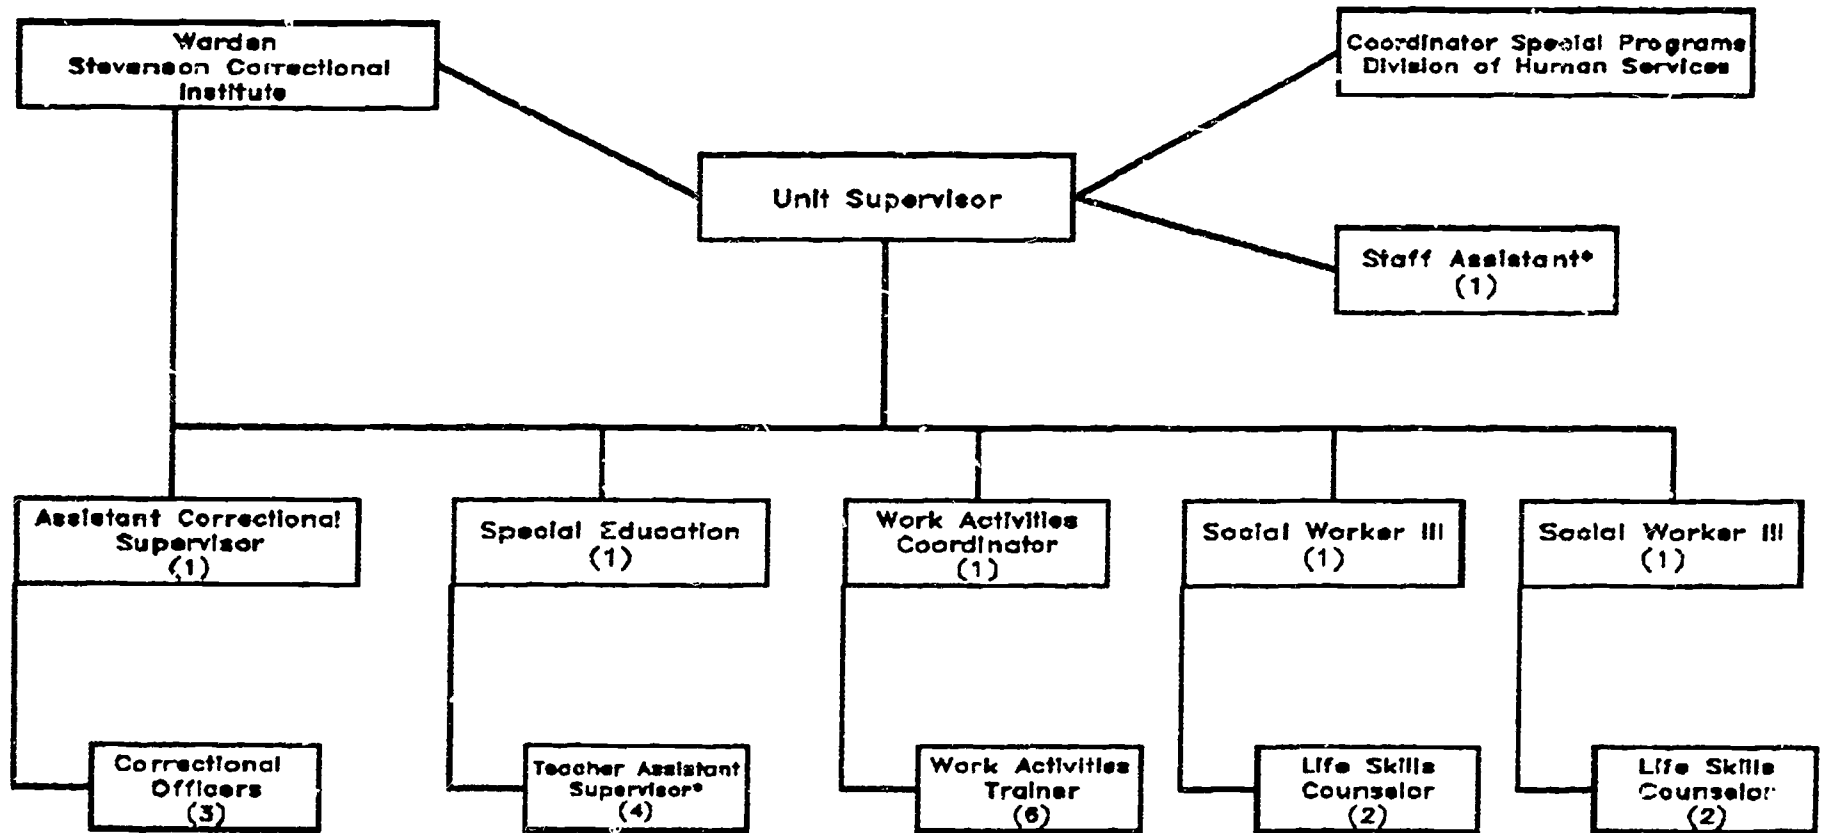 Warden
Stevenson Correctional
Institute
Coordinator Special Programs
Division of Human Services
Unit Supervisor
Staff Assistant*
(1)
Assistant Correctional
Supervisor
(1)
Special Education
(1)
Work Activities
Coordinator
(1)
Social Worker III
(1)
Social Worker III
(1)
Correctional
Officers
(3)
Teacher Assistant
Supervisor*
(4)
Work Activities
Trainer
(6)
Life Skills
Counselor
(2)
Life Skills
Counselor
(2)